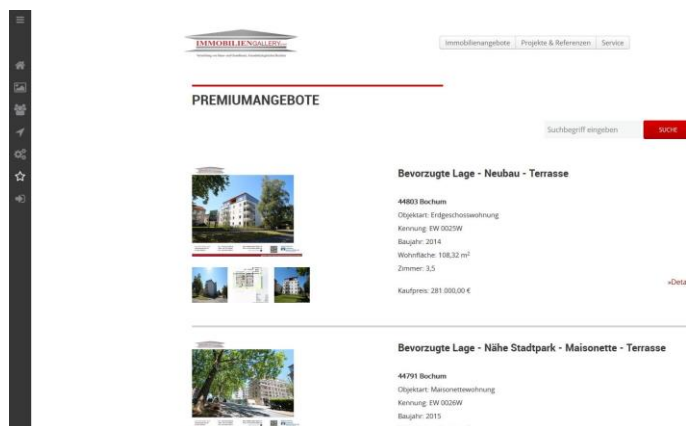 IMMOBILIENGALLERY
Immobilienangebote
Projekte & Referenzen
Service
PREMIUMANGEBOTE
Suchbegriff eingeben
SUCHE
Bevorzugte Lage - Neubau - Terrasse
44803 Bochum
Objektart: Erdgeschosswohnung
Kennung: EW 0025W
Baujahr: 2014
Wohnfläche: 108,32 m²
Zimmer: 3,5
Kaufpreis: 281.000,00 €
»Deta
Bevorzugte Lage - Nähe Stadtpark - Maisonette - Terrasse
44791 Bochum
Objektart: Maisonettewohnung
Kennung: EW 0026W
Baujahr: 2015